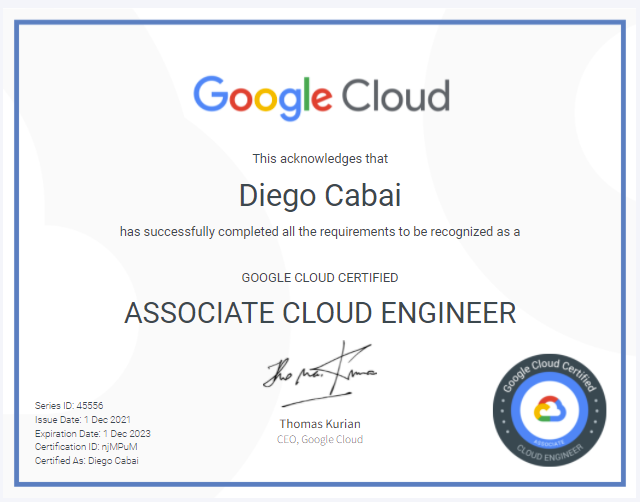 Google Cloud
This acknowledges that
Diego Cabai
has successfully completed all the requirements to be recognized as a
GOOGLE CLOUD CERTIFIED
ASSOCIATE CLOUD ENGINEER
Thomas Kurian
CEO, Google Cloud
Series ID: 45556
Issue Date: 1 Dec 2021
Expiration Date: 1 Dec 2023
Certification ID: njMPuM
Certified As: Diego Cabai
Google Cloud Certified
ASSOCIATE
CLOUD ENGINEER